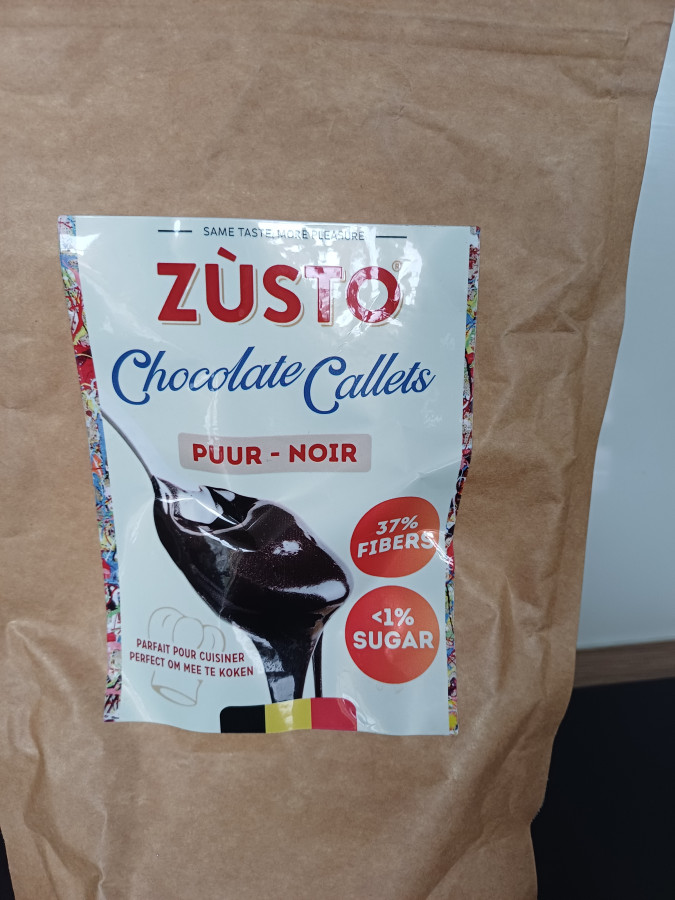 SAME TASTE, MORE PLEASURE
ZÙSTO®
Chocolate Callets
PUUR - NOIR
37%
FIBERS
<1%
SUGAR
PARFAIT POUR CUISINER
PERFECT OM MEE TE KOKEN